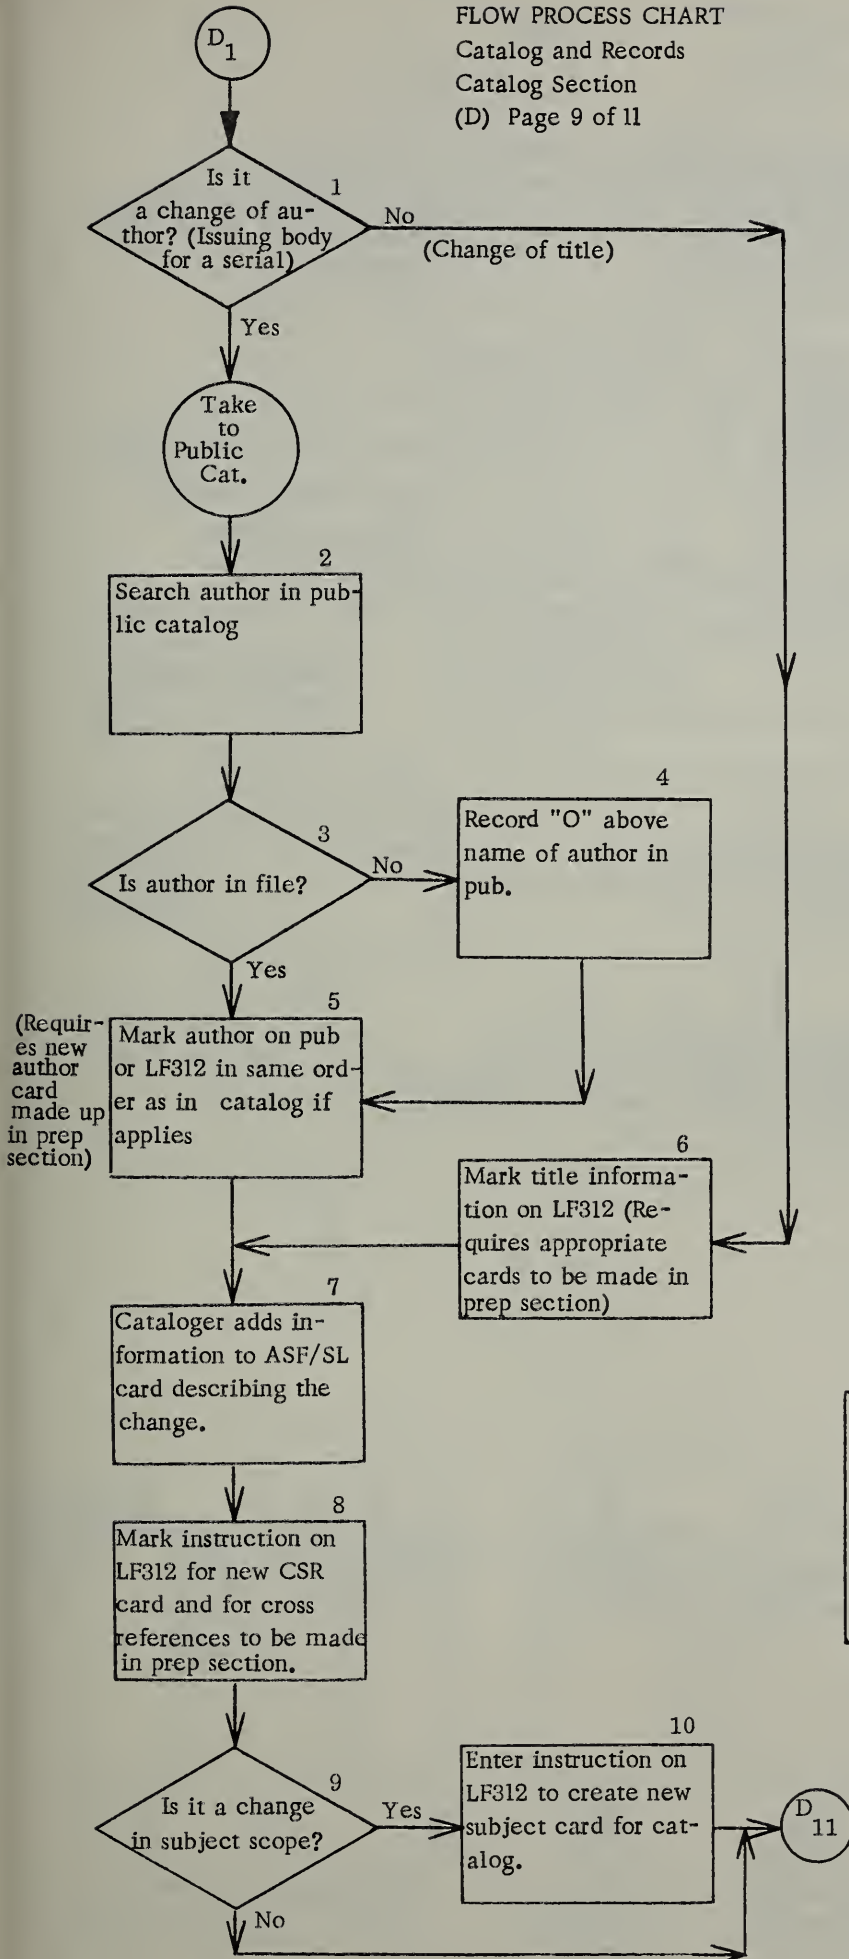 D1
FLOW PROCESS CHART
Catalog and Records
Catalog Section
(D) Page 9 of 11
1
Is it
a change of au-
thor? (Issuing body
for a serial)
No
(Change of title)
Yes
Take
to
Public
Cat.
2
Search author in pub-
lic catalog
3
Is author in file?
No
4
Record "O" above
name of author in
pub.
Yes
5
(Requir-
es new
author
card
made up
in prep
section)
Mark author on pub
or LF312 in same ord-
er as in catalog if
applies
6
Mark title informa-
tion on LF312 (Re-
quires appropriate
cards to be made in
prep section)
7
Cataloger adds in-
formation to ASF/SL
card describing the
change.
8
Mark instruction on
LF312 for new CSR
card and for cross
references to be made
in prep section.
9
Is it a change
in subject scope?
Yes
10
Enter instruction on
LF312 to create new
subject card for cat-
alog.
D11
No